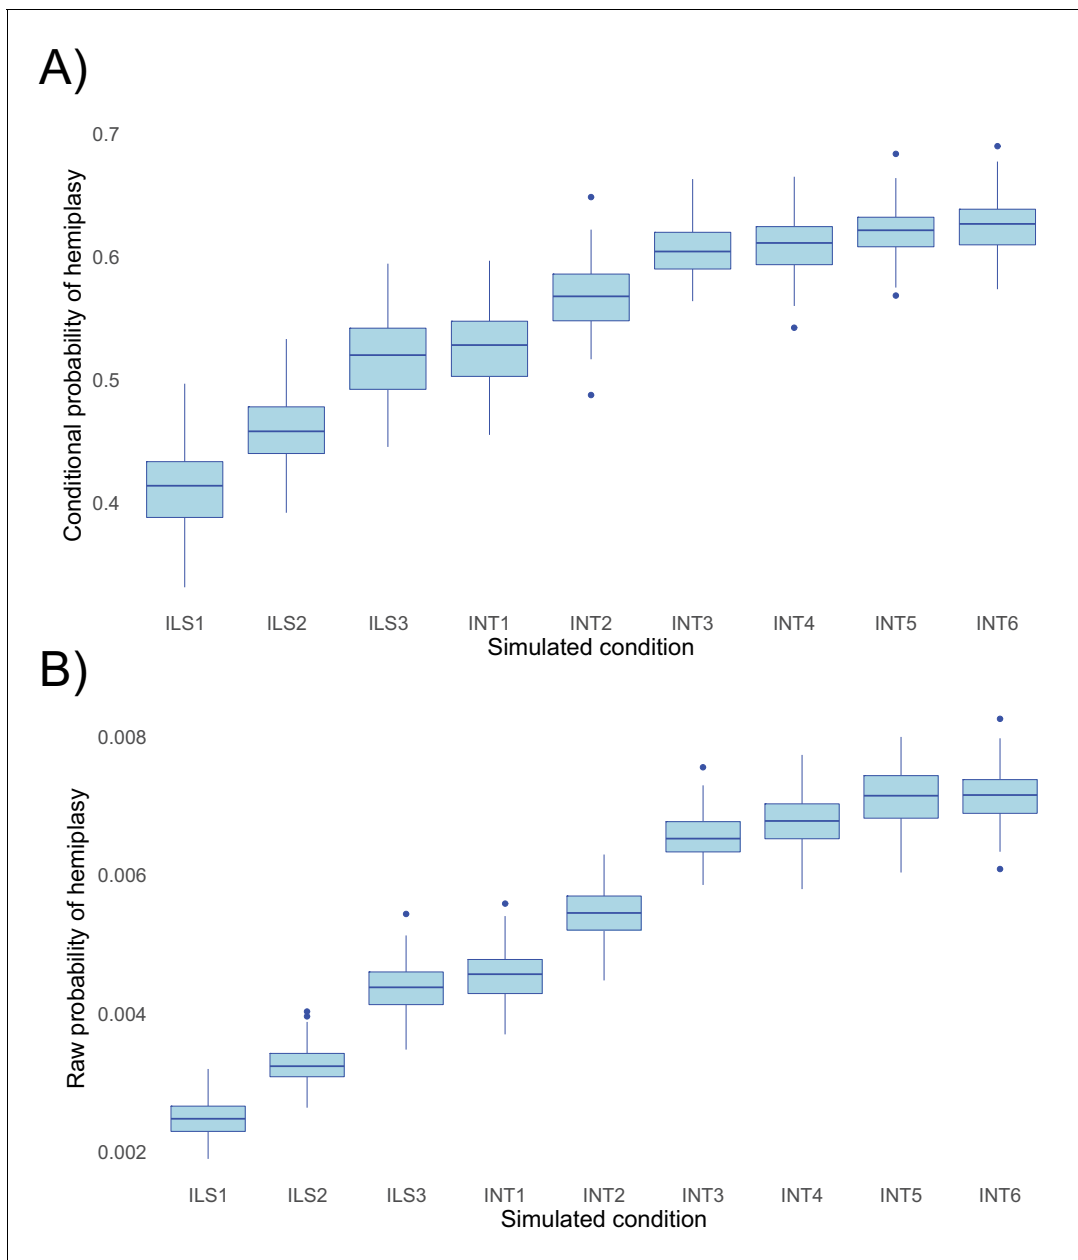 A)
Conditional probability of hemiplasy
0.7
0.6
0.5
0.4
ILS1 ILS2 ILS3 INT1 INT2 INT3 INT4 INT5 INT6
Simulated condition
B)
Raw probability of hemiplasy
0.008
0.006
0.004
0.002
ILS1 ILS2 ILS3 INT1 INT2 INT3 INT4 INT5 INT6
Simulated condition